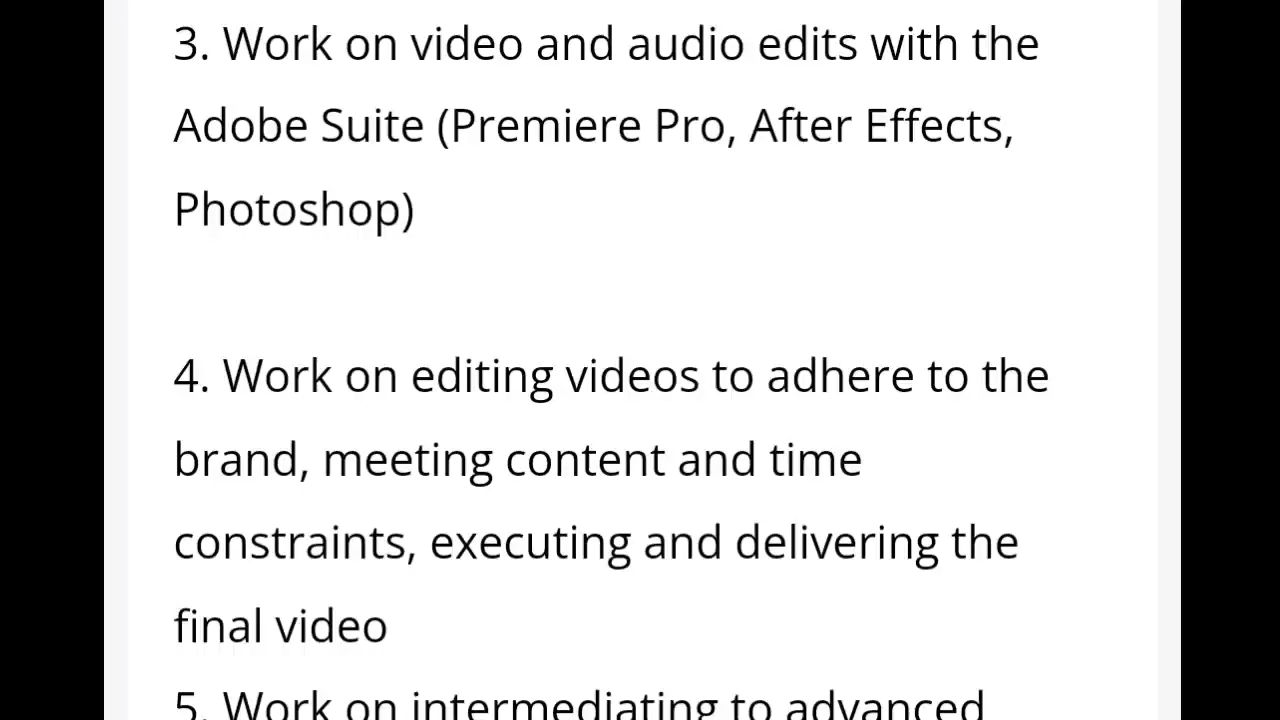 3. Work on video and audio edits with the
Adobe Suite (Premiere Pro, After Effects,
Photoshop)
4. Work on editing videos to adhere to the
brand, meeting content and time
constraints, executing and delivering the
final video
5. Work on intermediating to advanced